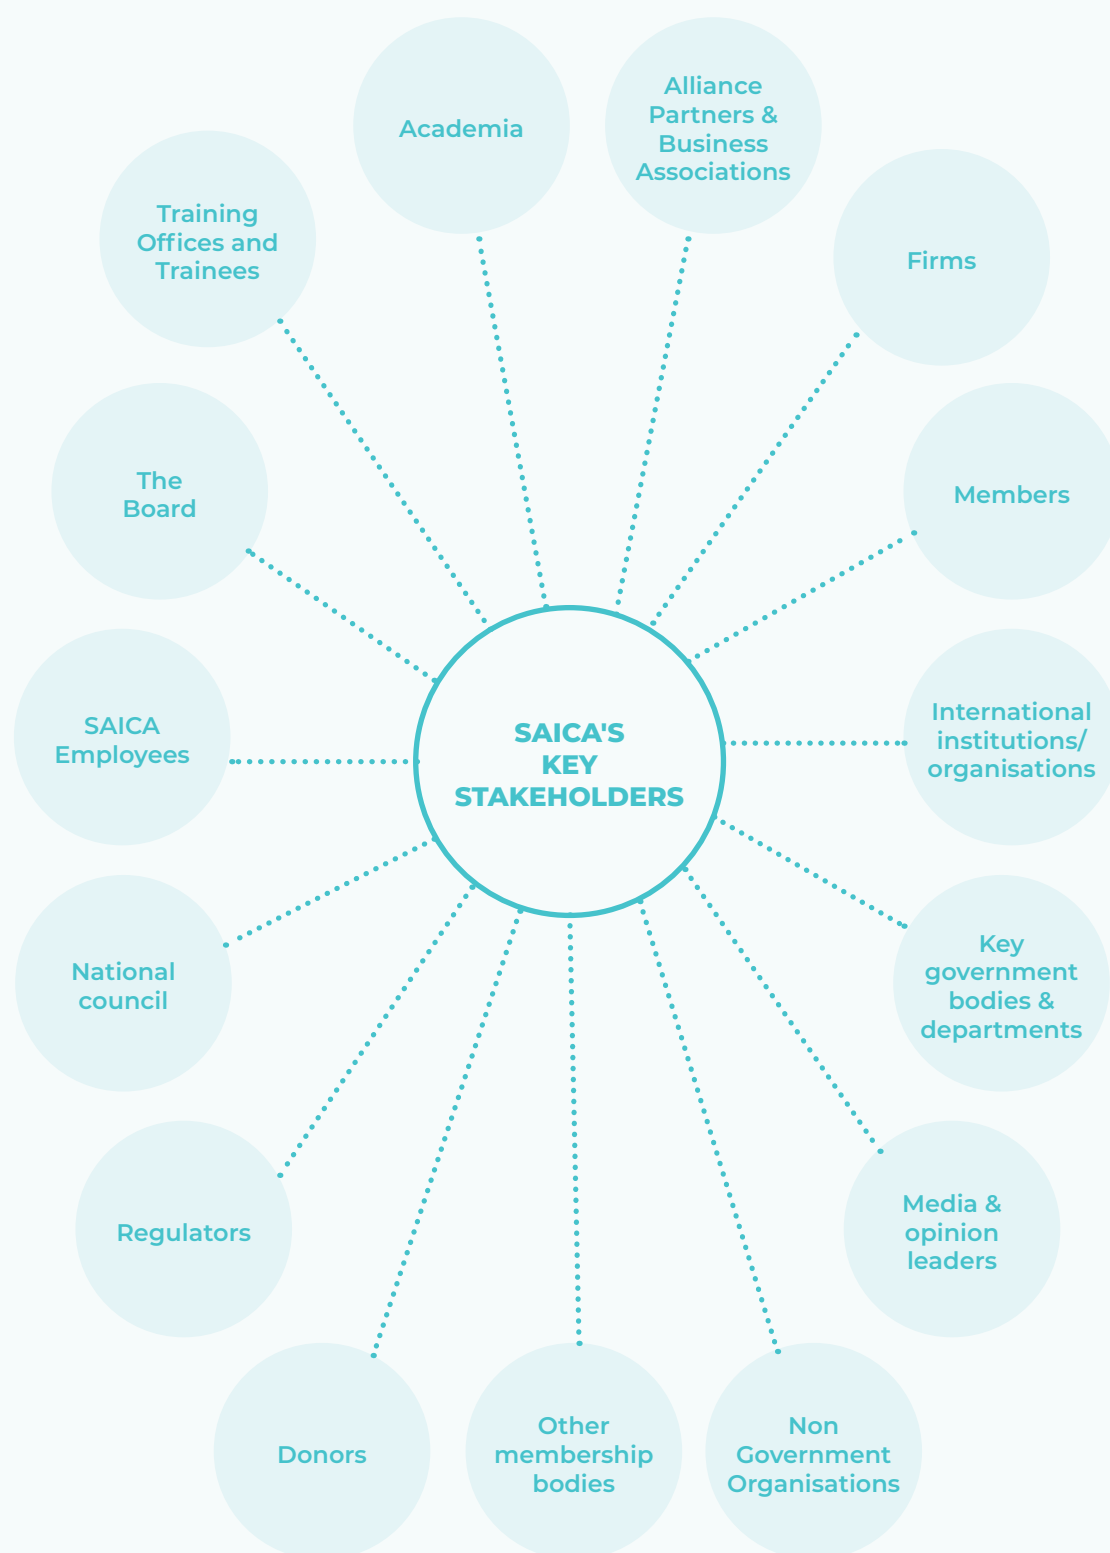 Academia
Alliance
Partners &
Business
Associations
Training
Offices and
Trainees
Firms
The
Board
Members
SAICA
Employees
SAICA'S
KEY
STAKEHOLDERS
International
institutions/
organisations
National
council
Key
government
bodies &
departments
Regulators
Media &
opinion
leaders
Donors
Other
membership
bodies
Non
Government
Organisations